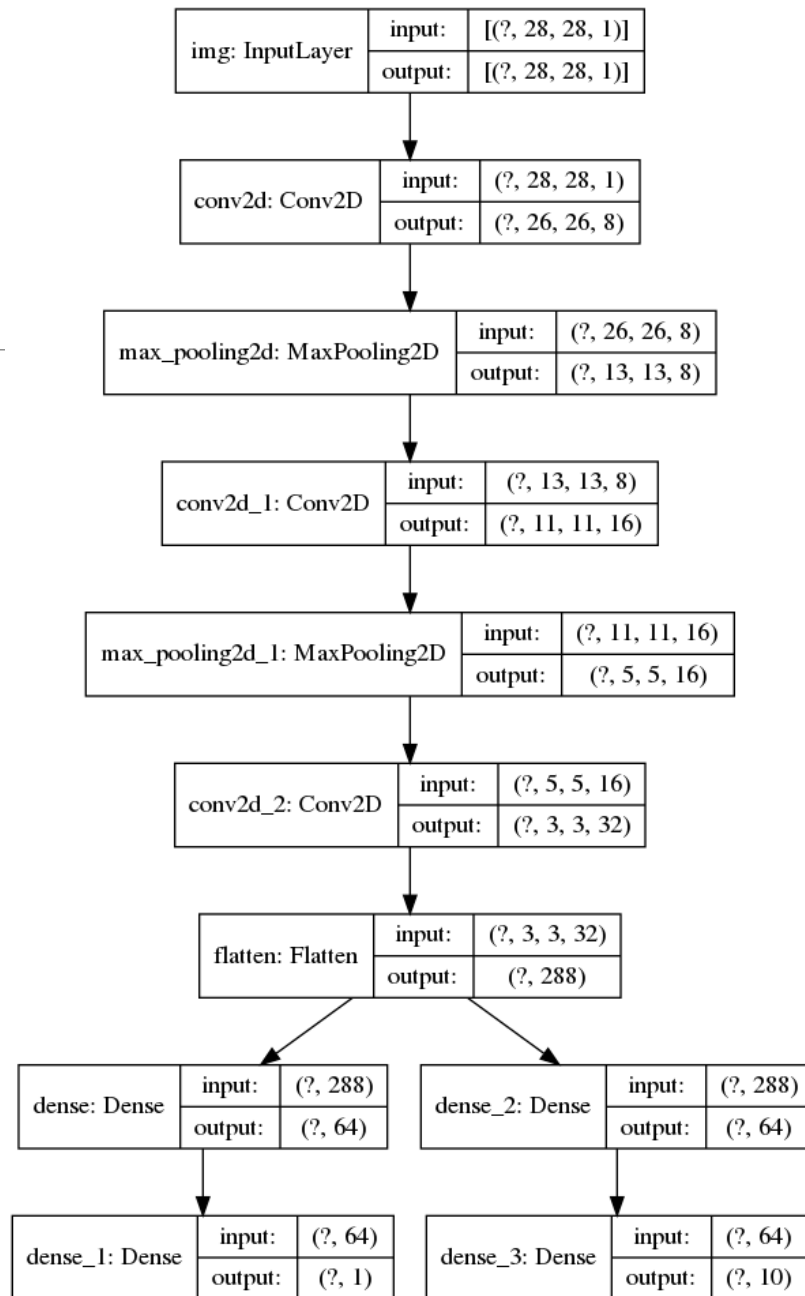 img: InputLayer
input: [(?, 28, 28, 1)]
output: [(?, 28, 28, 1)]
conv2d: Conv2D
input: (?, 28, 28, 1)
output: (?, 26, 26, 8)
max_pooling2d: MaxPooling2D
input: (?, 26, 26, 8)
output: (?, 13, 13, 8)
conv2d_1: Conv2D
input: (?, 13, 13, 8)
output: (?, 11, 11, 16)
max_pooling2d_1: MaxPooling2D
input: (?, 11, 11, 16)
output: (?, 5, 5, 16)
conv2d_2: Conv2D
input: (?, 5, 5, 16)
output: (?, 3, 3, 32)
flatten: Flatten
input: (?, 3, 3, 32)
output: (?, 288)
dense: Dense
input: (?, 288)
output: (?, 64)
dense_2: Dense
input: (?, 288)
output: (?, 64)
dense_1: Dense
input: (?, 64)
output: (?, 1)
dense_3: Dense
input: (?, 64)
output: (?, 10)